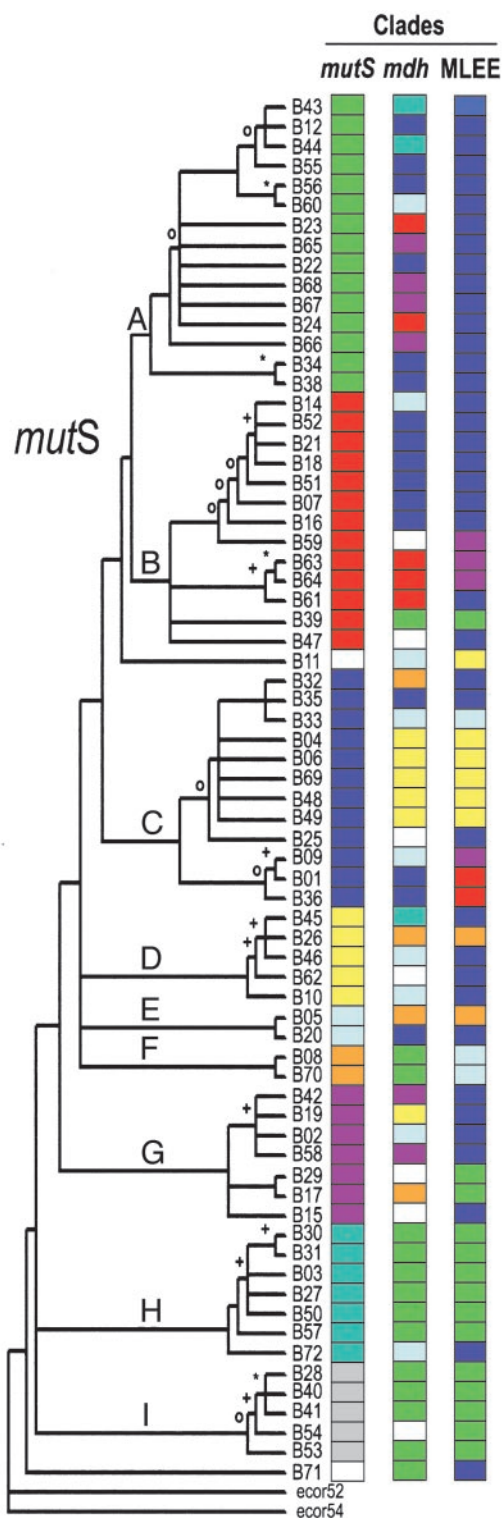 Clades
mutS mdh MLEE
B43
B12
B44
o
B55
*
B56
B60
B23
o
B65
B22
B68
B67
A
B24
B66
*
B34
B38
B14
+
mutS
B52
B21
o
B18
B51
o
B07
o
B16
B59
*
B63
B
+
B64
B61
B39
B47
B11
B32
B35
B33
B04
B06
o
B69
B48
C
B49
B25
+
B09
o
B01
B36
+
B45
B26
+
B46
D
B62
B10
E
B05
B20
F
B08
B70
B42
+
B19
B02
G
B58
B29
B17
B15
+
B30
B31
+
B03
B27
H
B50
B57
B72
*
B28
+
B40
I
o
B41
B54
B53
B71
ecor52
ecor54